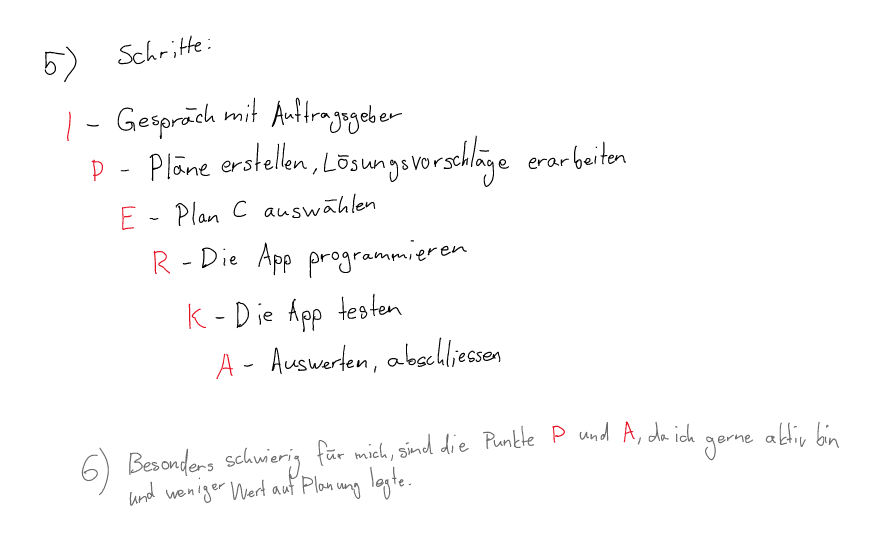 5) Schritte:
I - Gespräch mit Auftragsgeber
P - Pläne erstellen, Lösungsvorschläge erarbeiten
E - Plan C auswählen
R - Die App programmieren
K - Die App testen
A - Auswerten, abschliessen
6) Besonders schwierig für mich, sind die Punkte P und A, da ich gerne aktiv bin
und weniger Wert auf Planung legte.